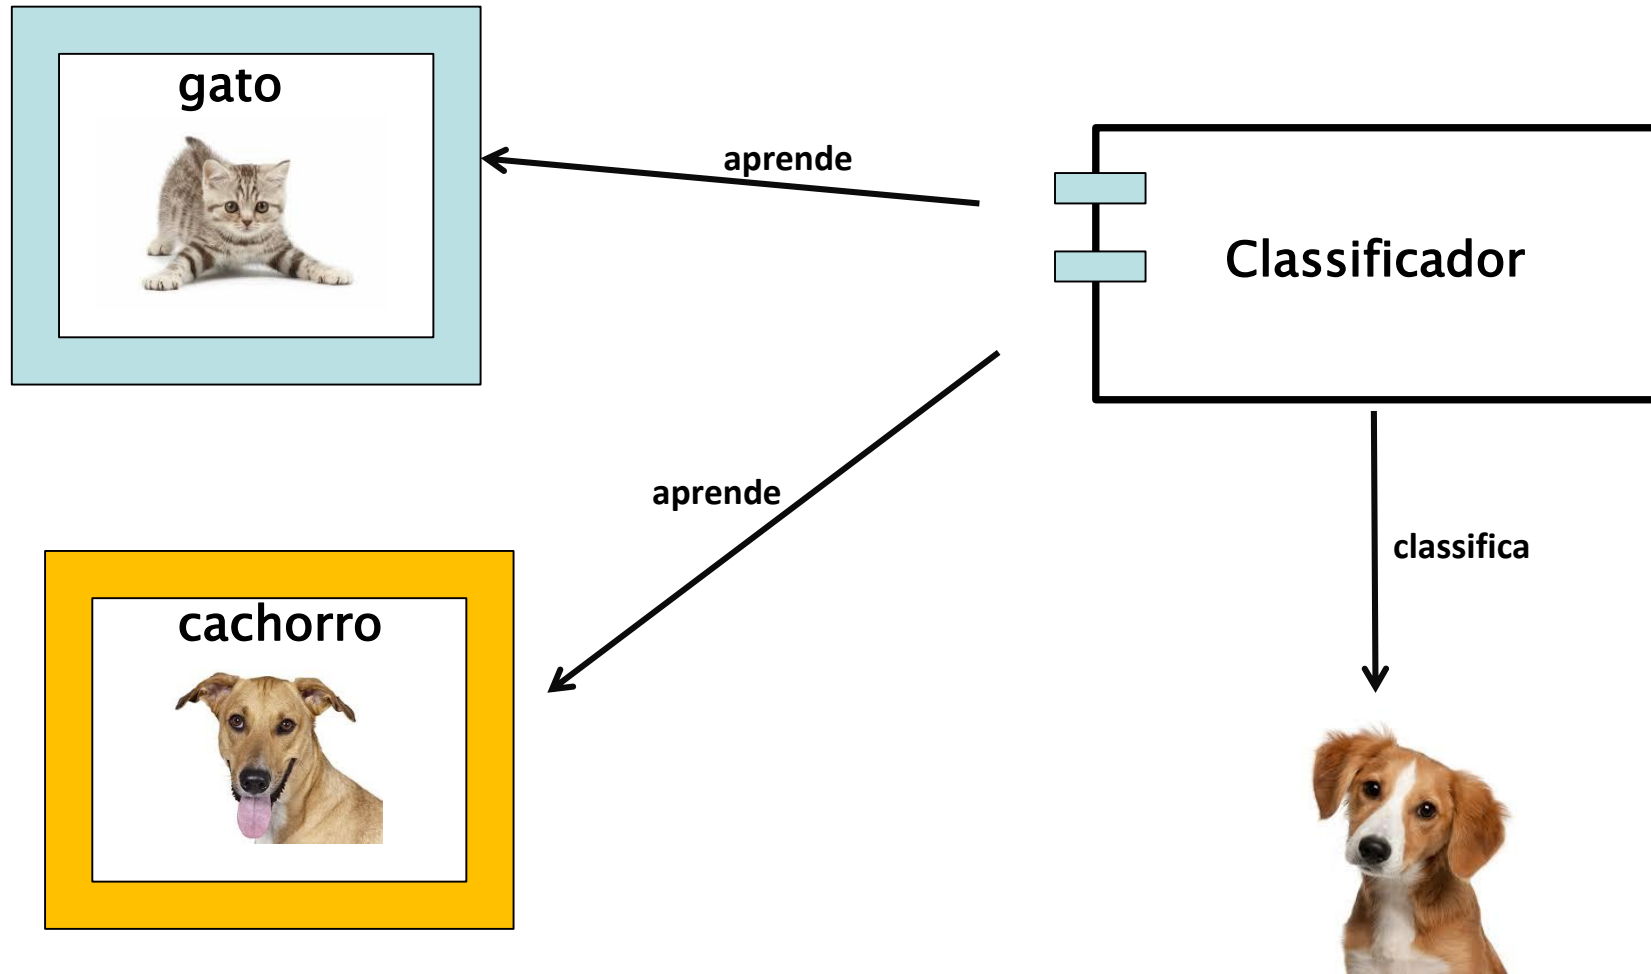 gato
aprende
Classificador
aprende
classifica
cachorro